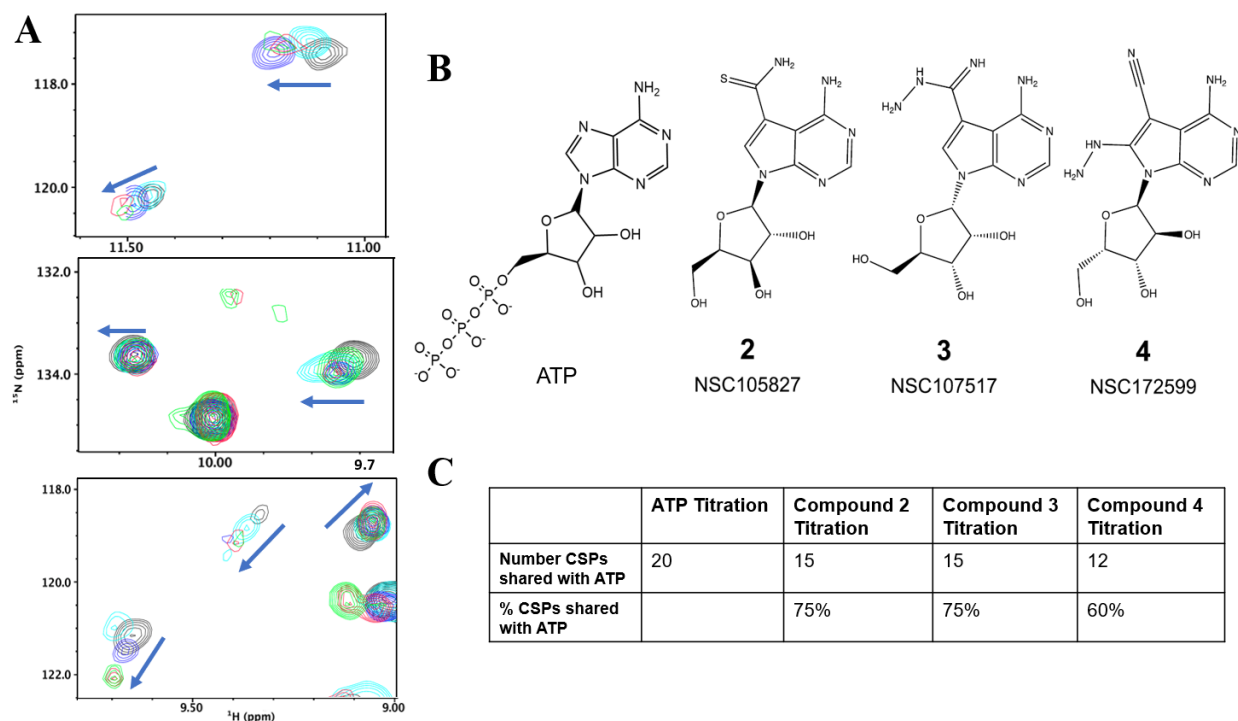 A
118.0
120.0
11.50
11.00
132.0
134.0
¹⁵N (ppm)
10.00
9.7
118.0
120.0
122.0
9.50
9.00
¹H (ppm)
B
NH₂
N
N
N
N
O
OH
OH
O
O
P
O⁻
O
O
P
O⁻
O
O
P
O⁻
O⁻
ATP
S
NH₂
NH₂
N
N
N
O
OH
OH
OH
2
NSC105827
H
N
NH
H₂N
NH₂
N
N
N
O
HO
OH
OH
3
NSC107517
N
NH₂
HN
H₂N
N
N
N
O
OH
OH
OH
4
NSC172599
C
ATP Titration
Compound 2 Titration
Compound 3 Titration
Compound 4 Titration
Number CSPs shared with ATP
20
15
15
12
% CSPs shared with ATP
75%
75%
60%